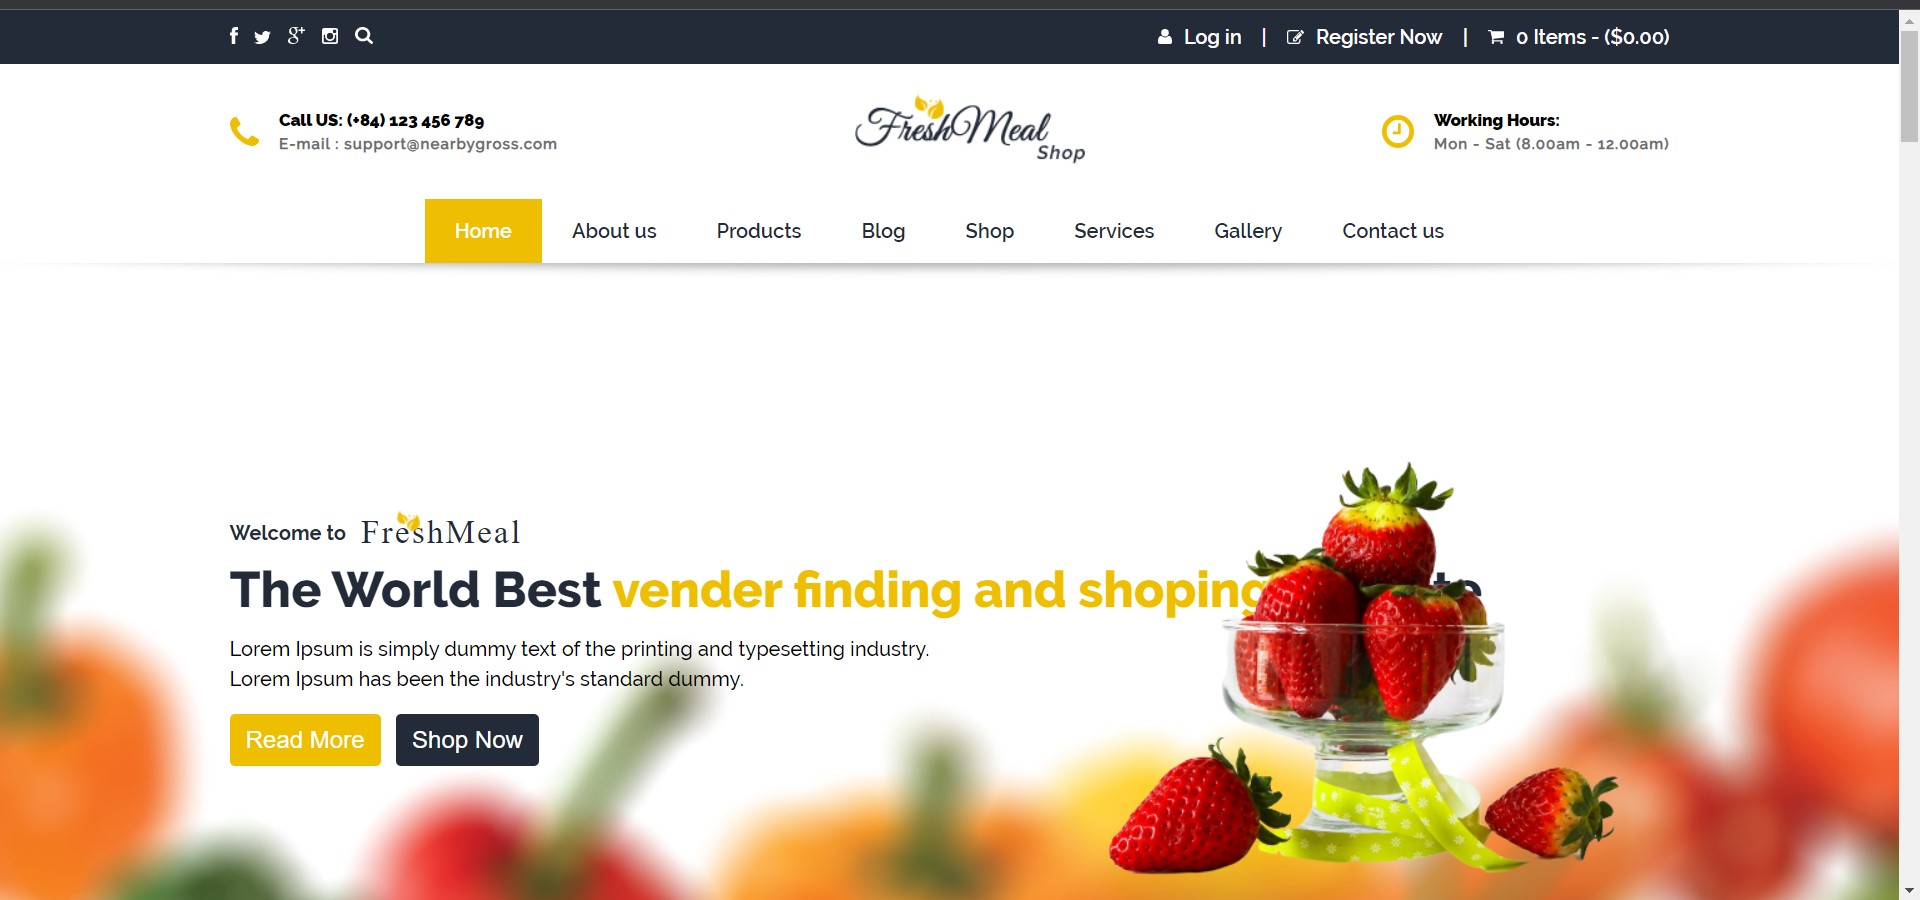 Log in | Register Now | 0 Items - ($0.00)
Call US: (+84) 123 456 789
E-mail : support@nearbygross.com
FreshMeal
Shop
Working Hours:
Mon - Sat (8.00am - 12.00am)
Home About us Products Blog Shop Services Gallery Contact us
Welcome to FreshMeal
The World Best vender finding and shoping
Lorem Ipsum is simply dummy text of the printing and typesetting industry.
Lorem Ipsum has been the industry's standard dummy.
Read More Shop Now